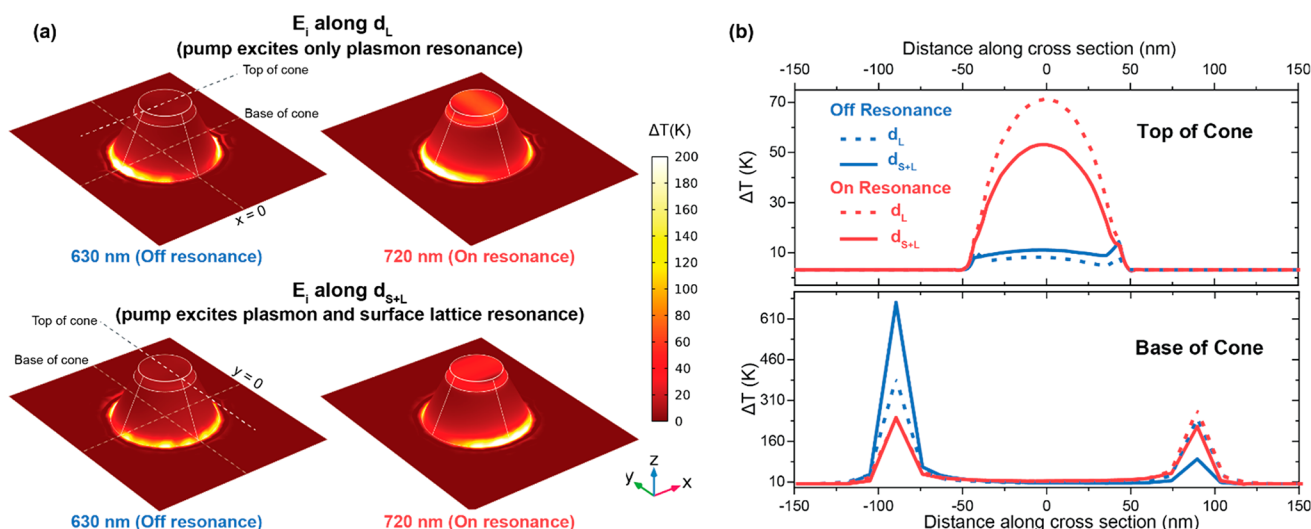 (a)
E_i along d_L
(pump excites only plasmon resonance)
Top of cone
Base of cone
x = 0
630 nm (Off resonance)
720 nm (On resonance)
E_i along d_S+L
(pump excites plasmon and surface lattice resonance)
Top of cone
Base of cone
y = 0
630 nm (Off resonance)
720 nm (On resonance)
ΔT(K)
200
180
160
140
120
100
80
60
40
20
0
z
y
x
(b)
Distance along cross section (nm)
-150 -100 -50 0 50 100 150
Off Resonance
d_L
d_S+L
On Resonance
d_L
d_S+L
Top of Cone
ΔT (K)
70
50
30
10
Base of Cone
ΔT (K)
610
460
310
160
10
-150 -100 -50 0 50 100 150
Distance along cross section (nm)